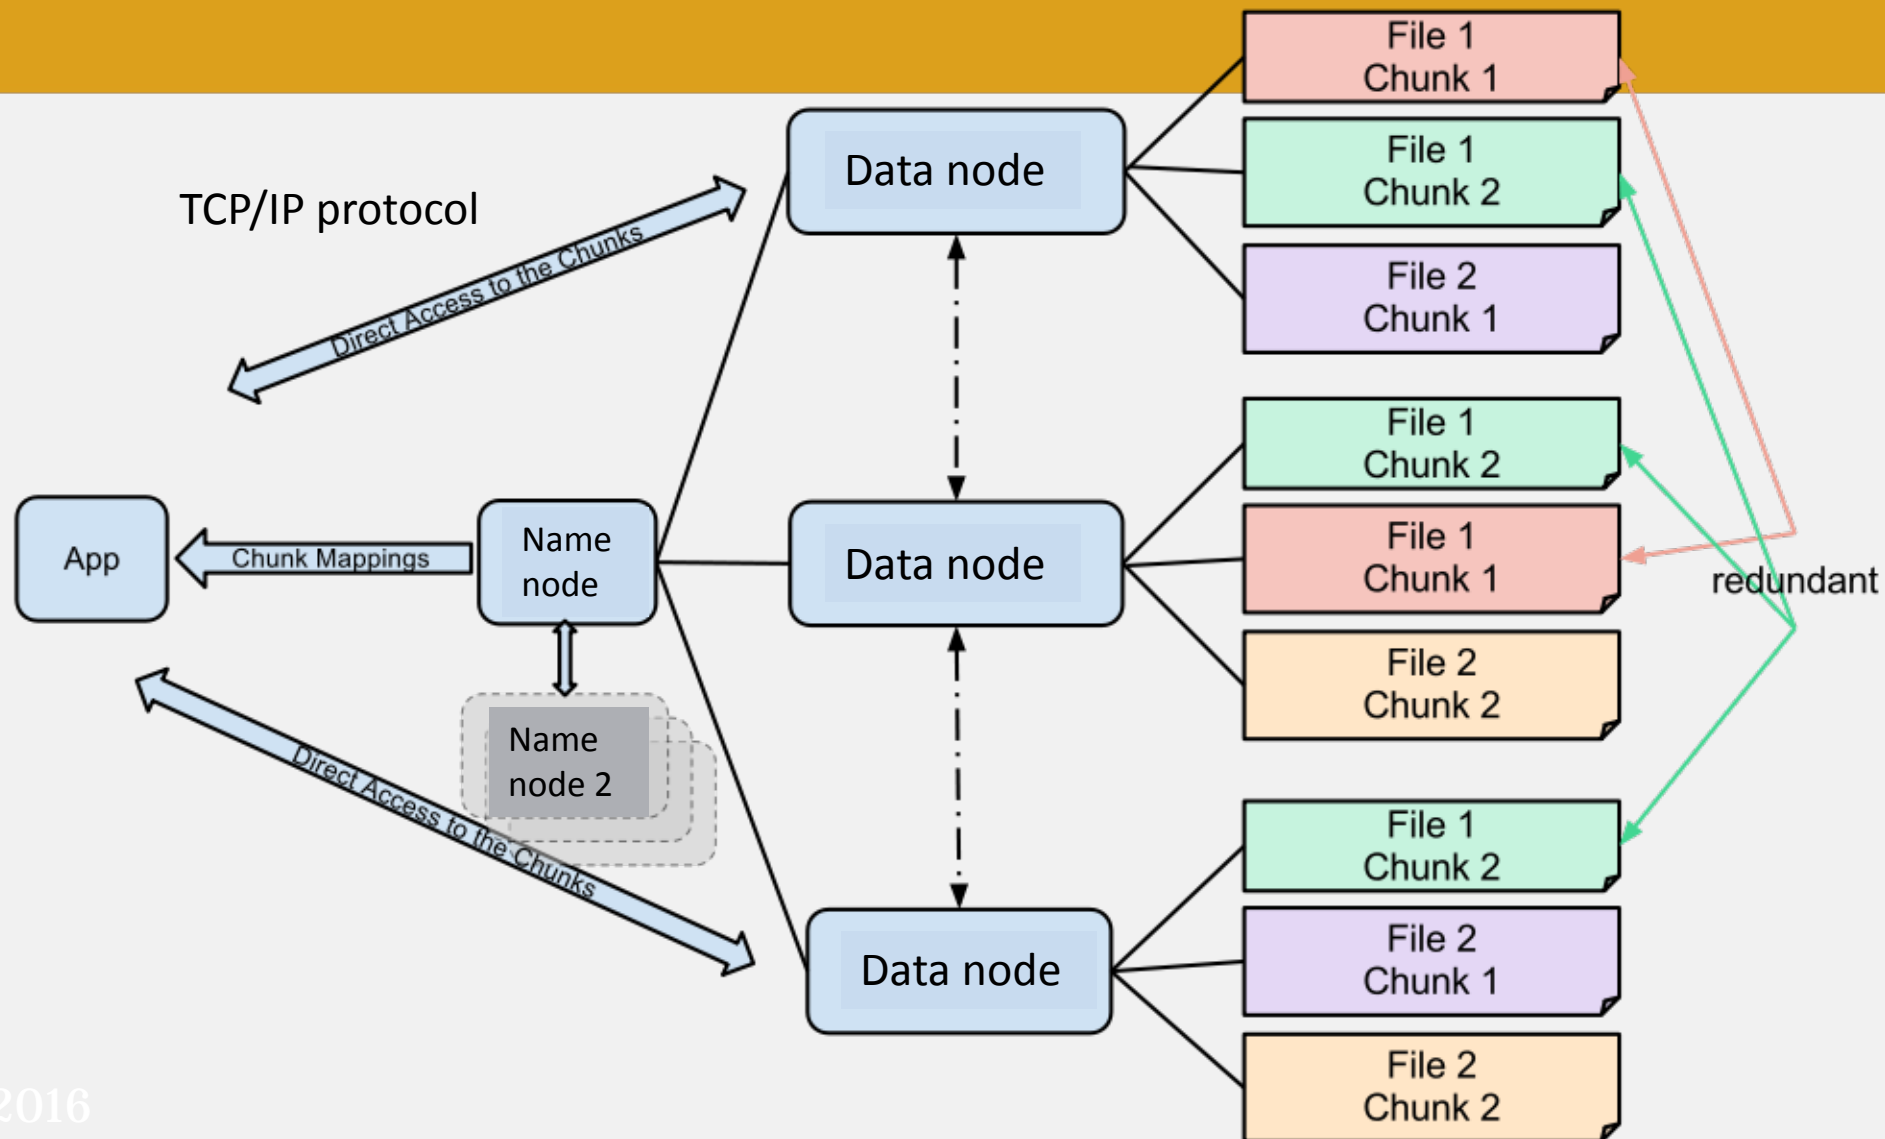 File 1
Chunk 1
File 1
Chunk 2
File 2
Chunk 1
Data node
TCP/IP protocol
Direct Access to the Chunks
File 1
Chunk 2
File 1
Chunk 1
File 2
Chunk 2
Data node
App
Chunk Mappings
Name
node
redundant
Name
node 2
Direct Access to the Chunks
File 1
Chunk 2
File 2
Chunk 1
File 2
Chunk 2
Data node
2016